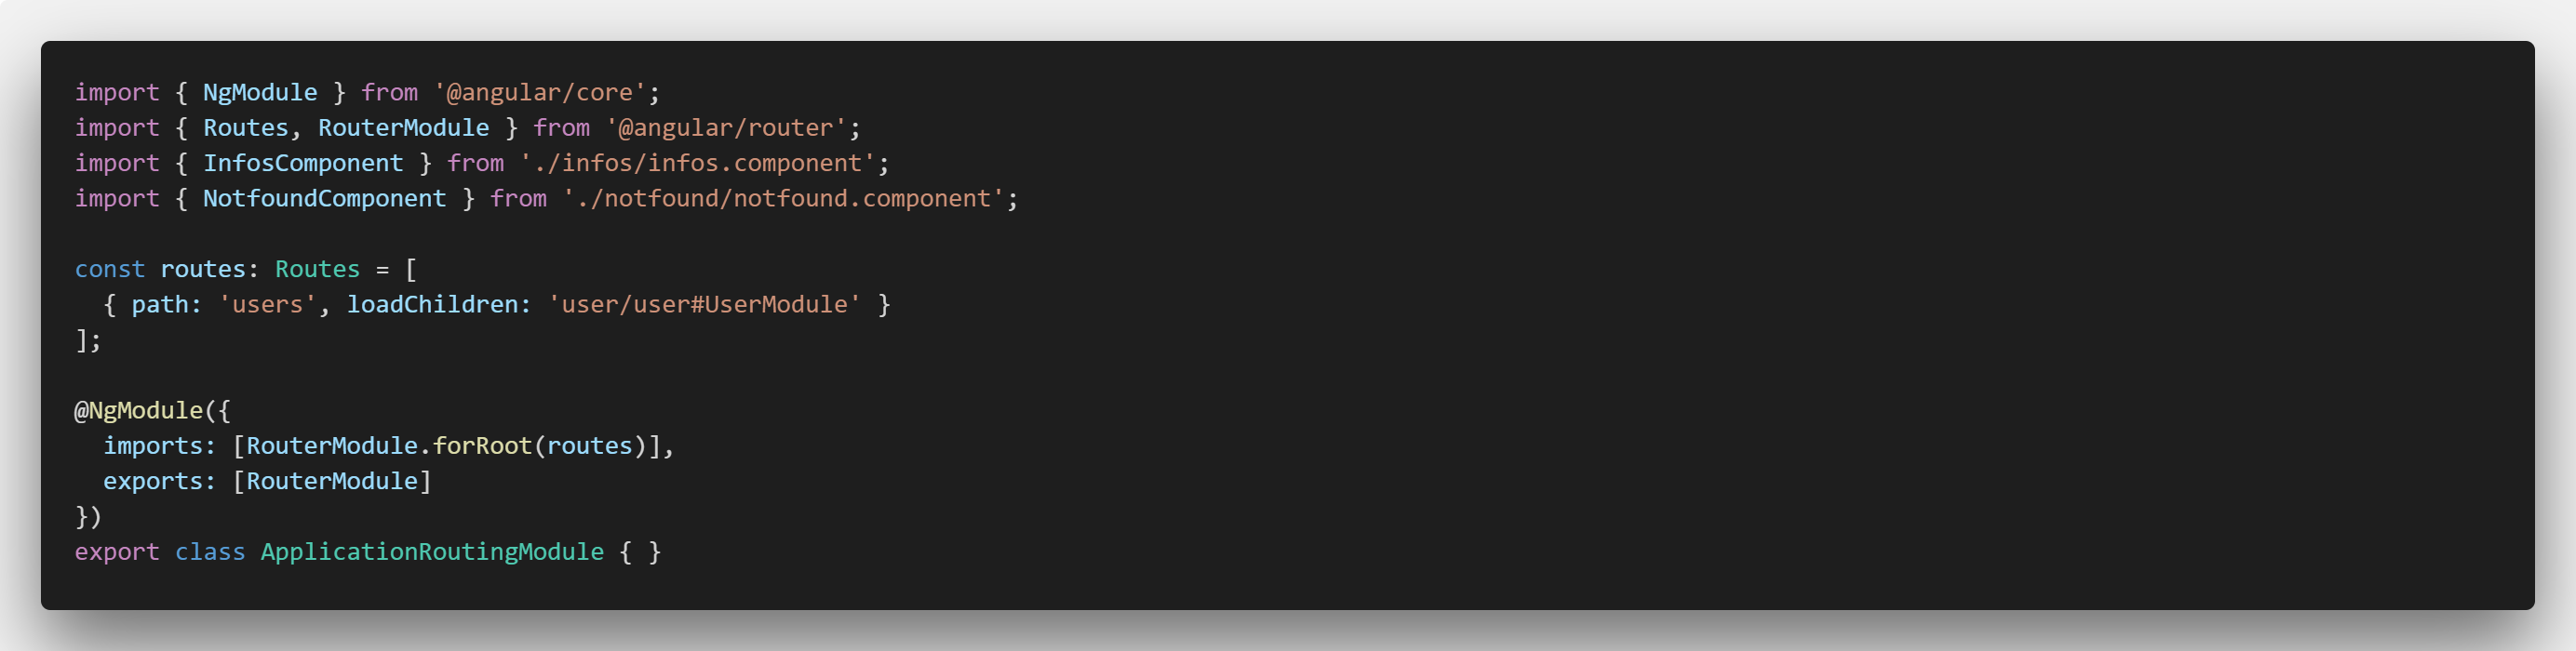 import { NgModule } from '@angular/core';
import { Routes, RouterModule } from '@angular/router';
import { InfosComponent } from './infos/infos.component';
import { NotfoundComponent } from './notfound/notfound.component';

const routes: Routes = [
  { path: 'users', loadChildren: 'user/user#UserModule' }
];

@NgModule({
  imports: [RouterModule.forRoot(routes)],
  exports: [RouterModule]
})
export class ApplicationRoutingModule { }